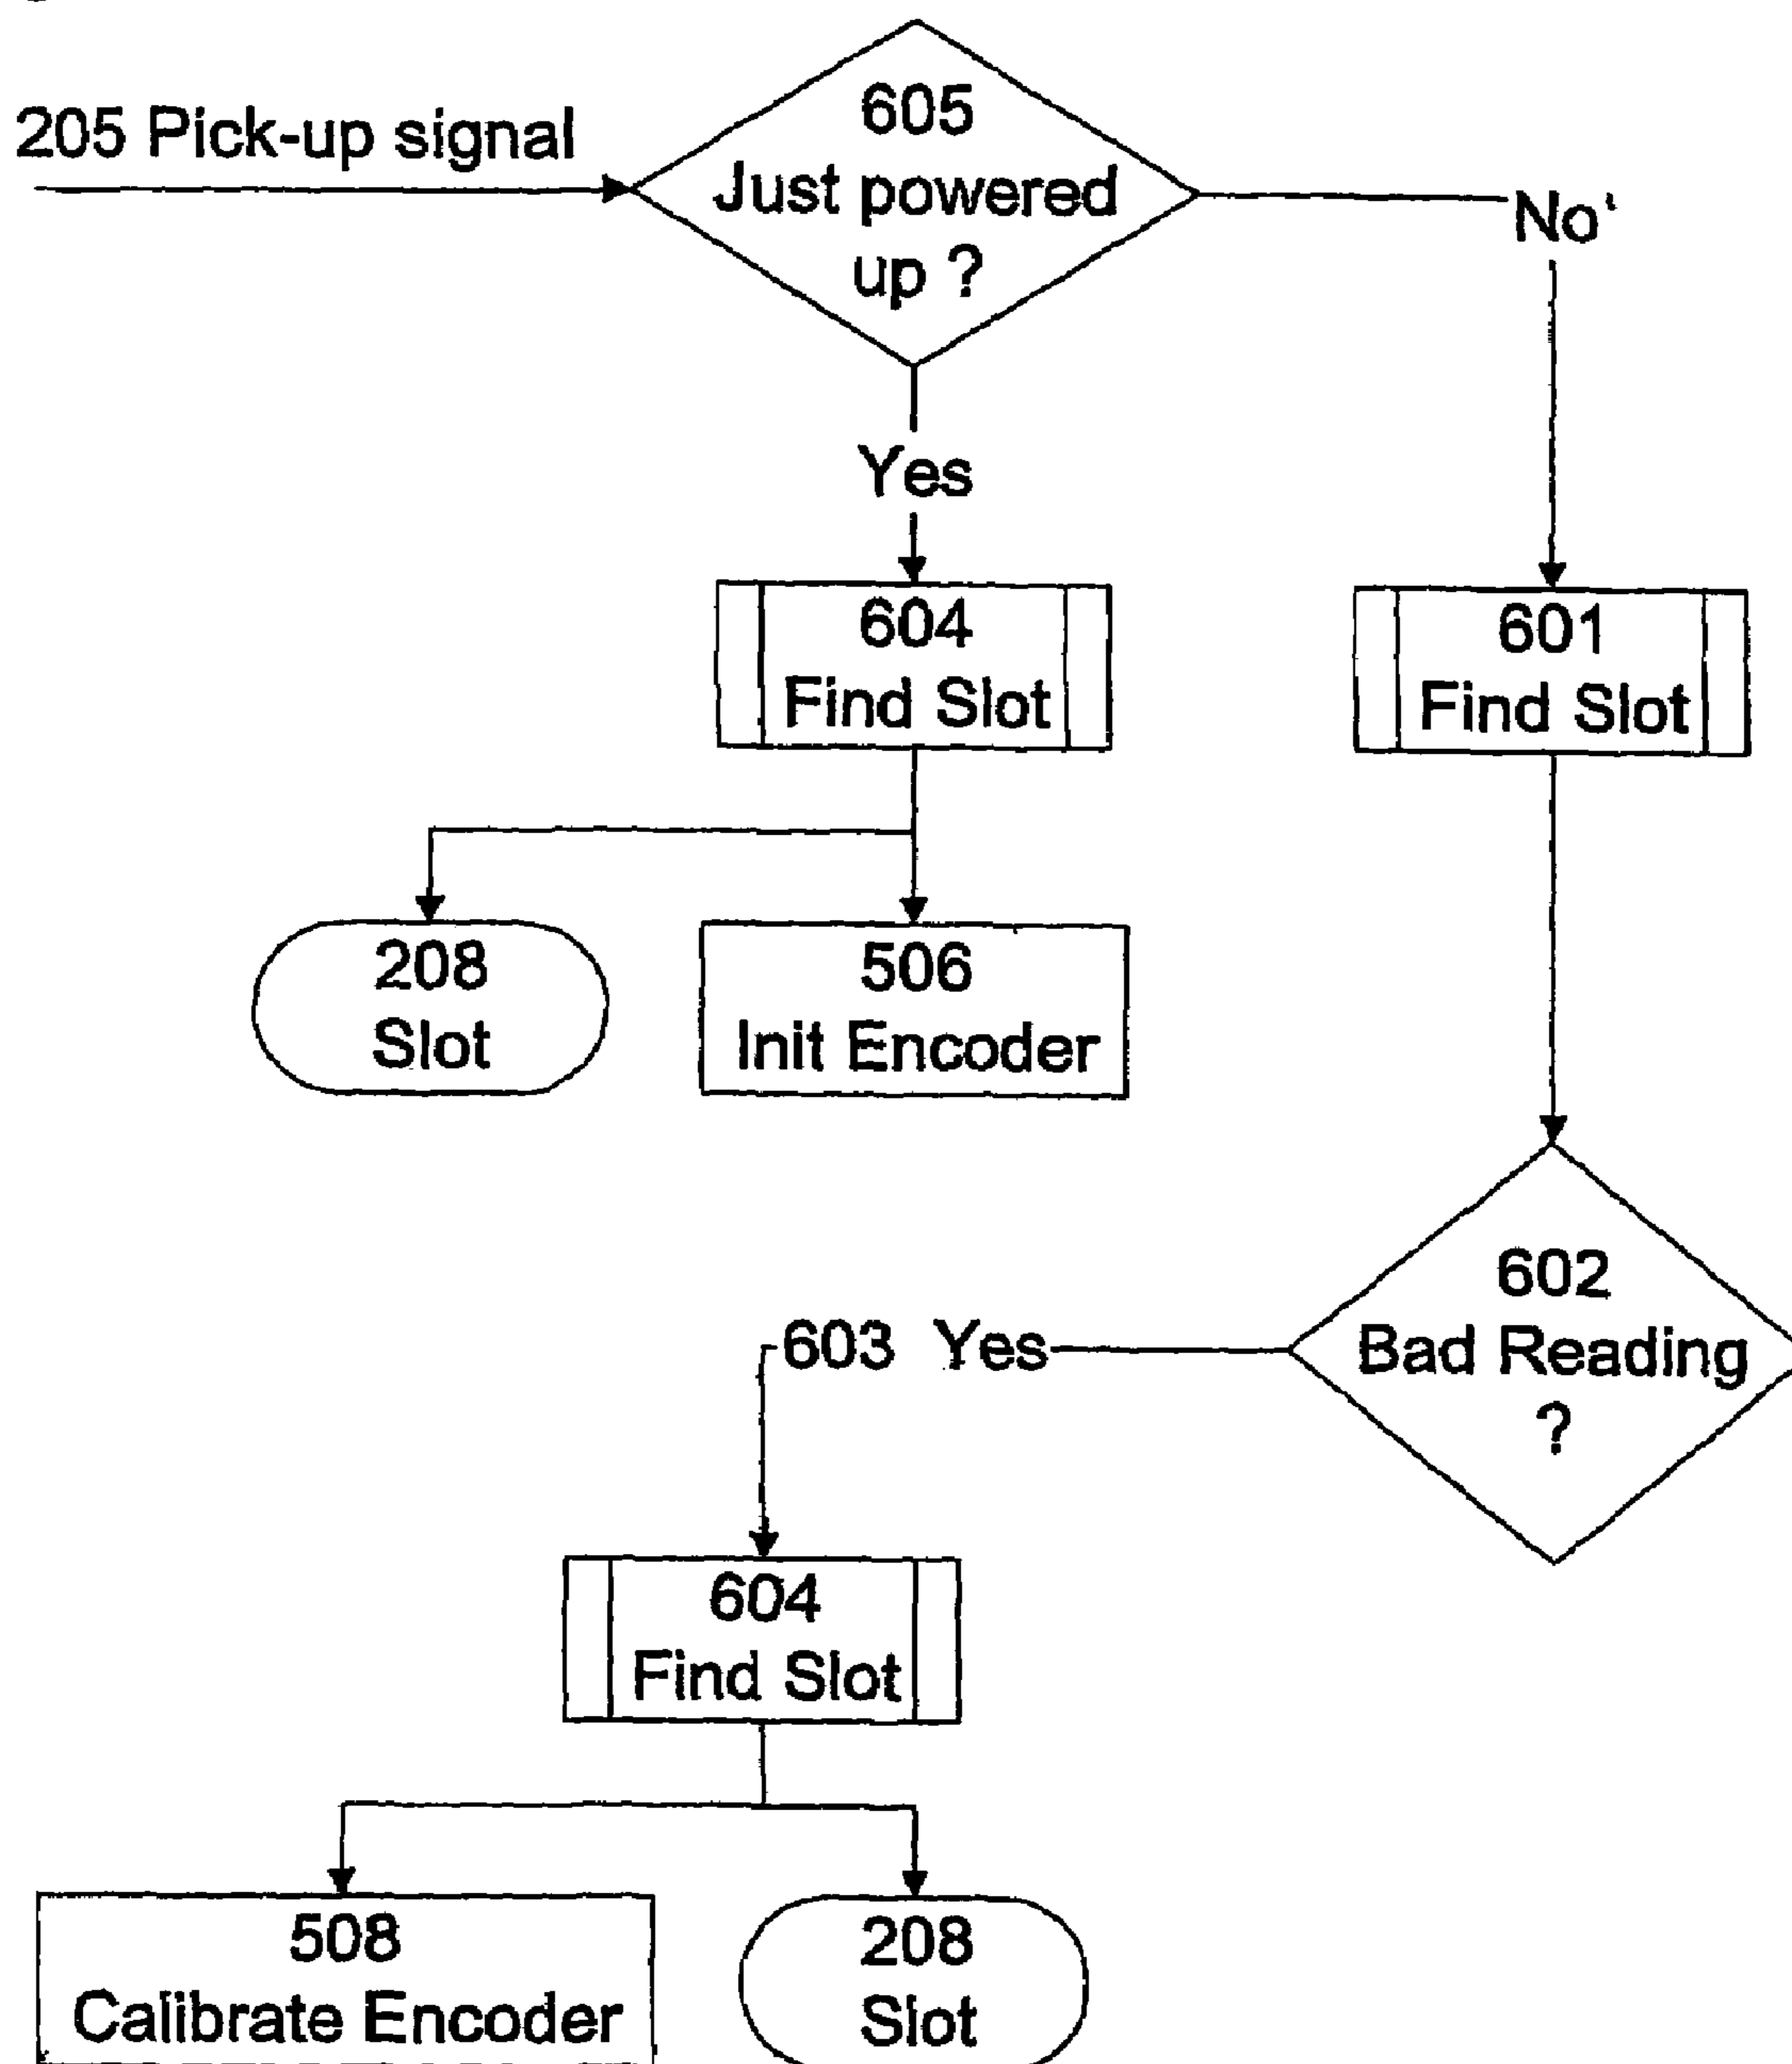 205 Pick-up signal
605
Just powered
up ?
No
Yes
604
Find Slot
601
Find Slot
208
Slot
506
Init Encoder
602
Bad Reading
?
603 Yes
604
Find Slot
508
Calibrate Encoder
208
Slot